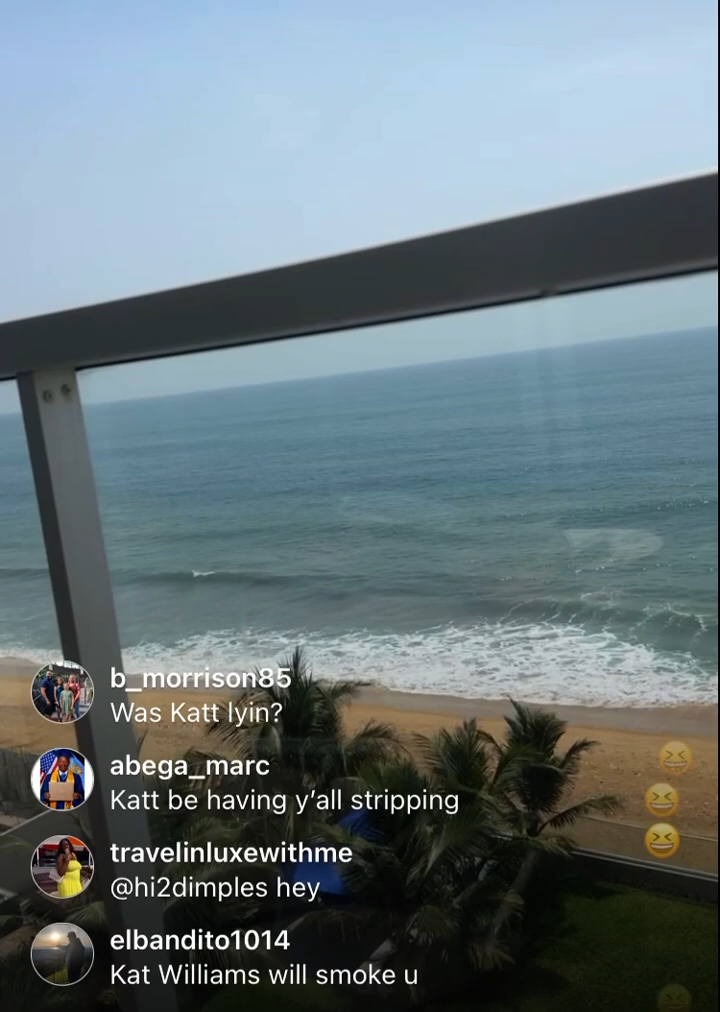 b_morrison85
Was Katt lyin?
abega_marc
Katt be having y’all stripping
travelinluxewithme
@hi2dimples hey
elbandito1014
Kat Williams will smoke u